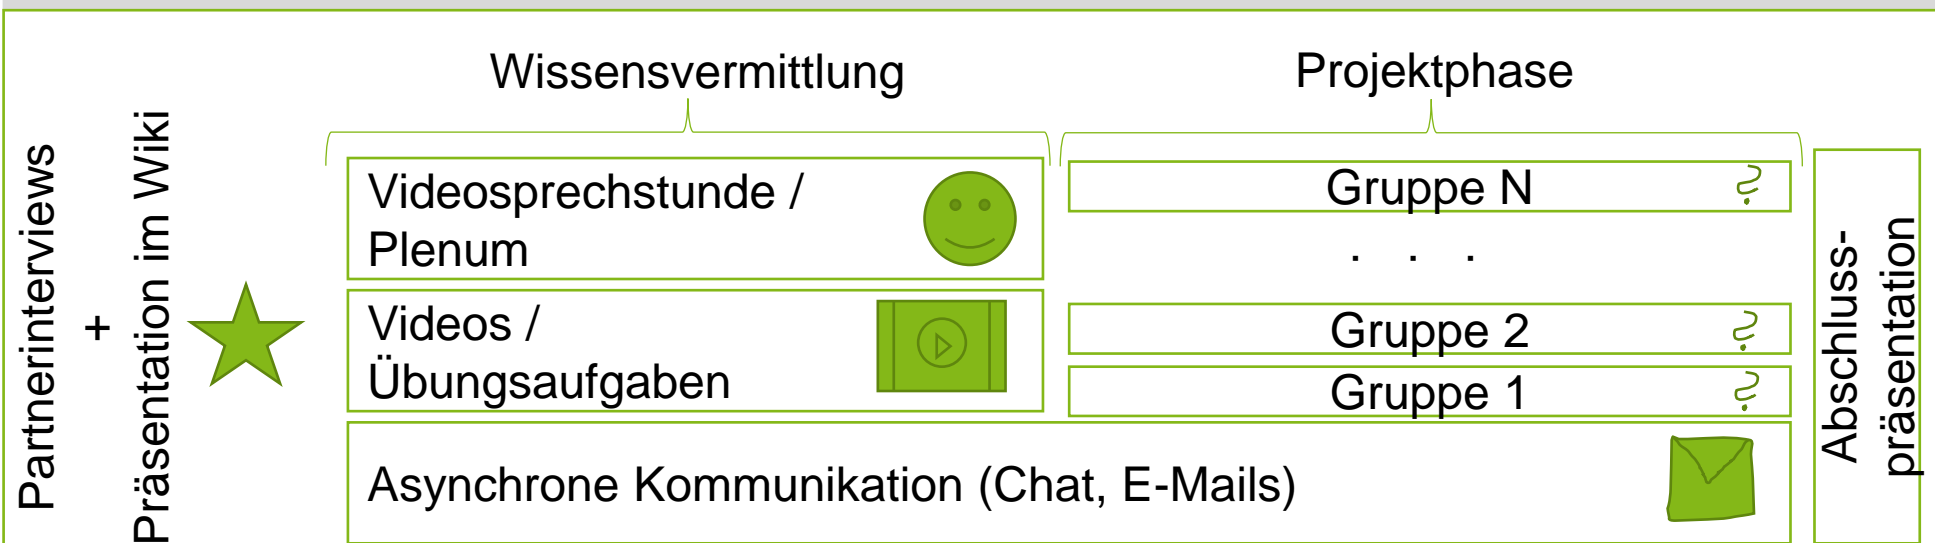 Partnerinterviews
+
Präsentation im Wiki
Wissensvermittlung
Videosprechstunde /
Plenum
Videos /
Übungsaufgaben
Projektphase
Gruppe N ?
. . .
Gruppe 2 ?
Gruppe 1 ?
Asynchrone Kommunikation (Chat, E-Mails)
Abschluss-
präsentation